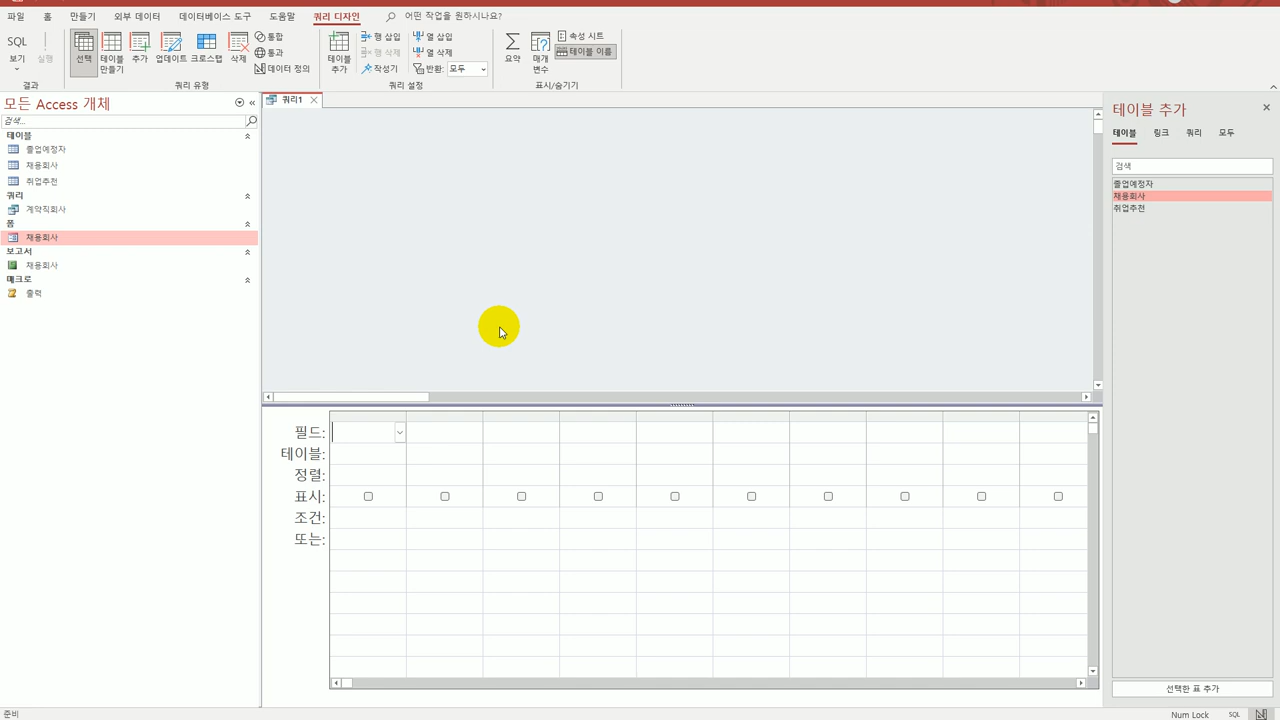 파일 홈 만들기 외부 데이터 데이터베이스 도구 도움말 쿼리 디자인 어떤 작업을 원하시나요?
SQL
보기
실행
선택
테이블
만들기
추가
업데이트
크로스탭
삭제
통합
통과
데이터 정의
테이블
추가
행 삽입
행 삭제
작성기
열 삽입
열 삭제
반환: 모두
요약
매개
변수
속성 시트
테이블 이름
결과 쿼리 유형 쿼리 설정 표시/숨기기
모든 Access 개체
검색...
테이블
졸업예정자
채용회사
취업추천
쿼리
계약직회사
폼
채용회사
보고서
채용회사
매크로
출력
쿼리1
필드:
테이블:
정렬:
표시:
조건:
또는:
테이블 추가
테이블 링크 쿼리 모두
검색
졸업예정자
채용회사
취업추천
선택한 표 추가
준비
Num Lock SQL